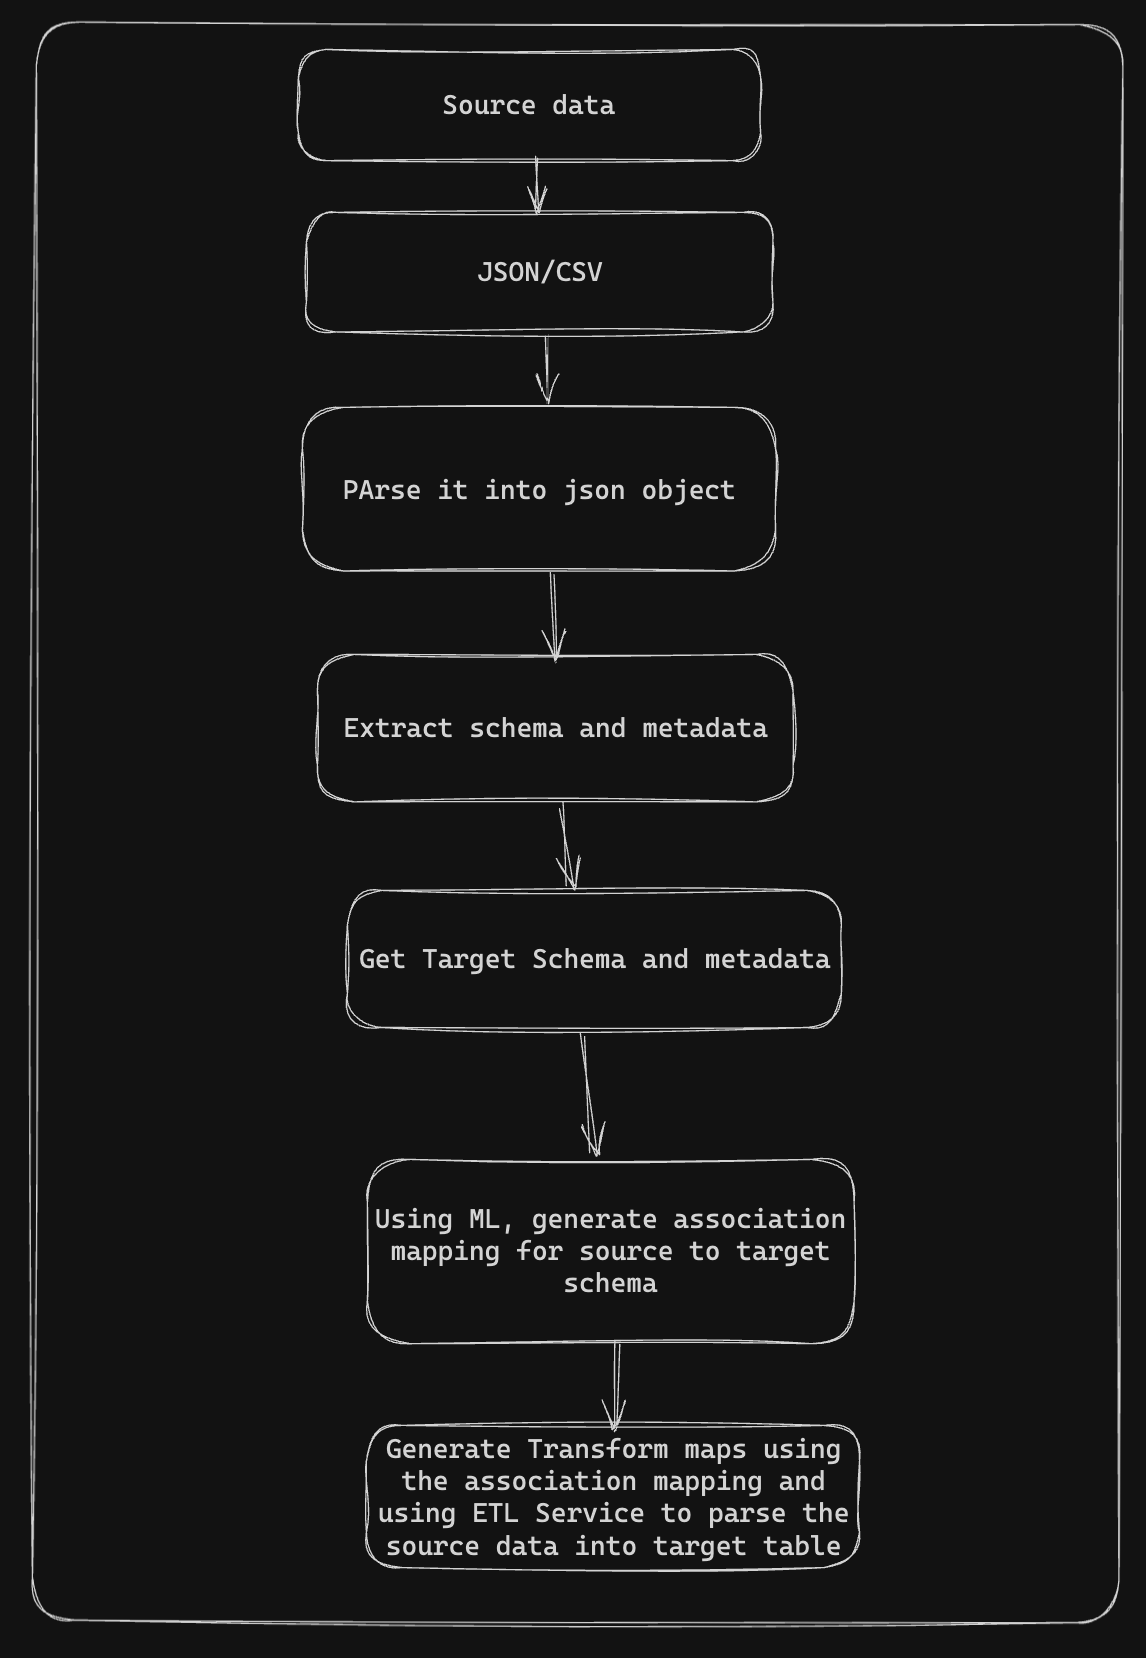 Source data
JSON/CSV
PArse it into json object
Extract schema and metadata
Get Target Schema and metadata
Using ML, generate association
mapping for source to target
schema
Generate Transform maps using
the association mapping and
using ETL Service to parse the
source data into target table